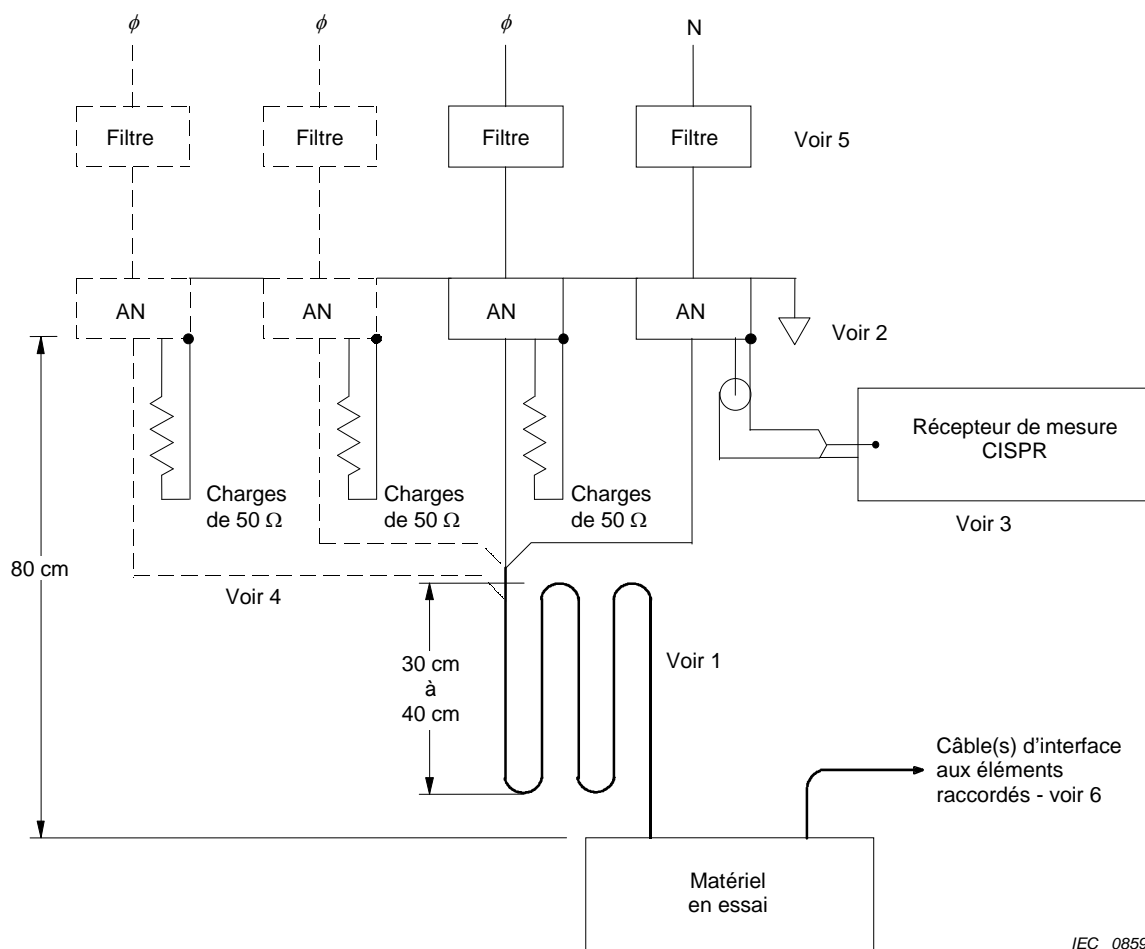 ϕ ϕ ϕ N
Filtre Filtre Filtre Filtre Voir 5
AN AN AN AN
Voir 2
Récepteur de mesure
CISPR
Charges
de 50 Ω
Charges
de 50 Ω
Charges
de 50 Ω
Voir 3
80 cm
Voir 4
30 cm
à
40 cm
Voir 1
Câble(s) d'interface
aux éléments
raccordés - voir 6
Matériel
en essai
IEC 0859